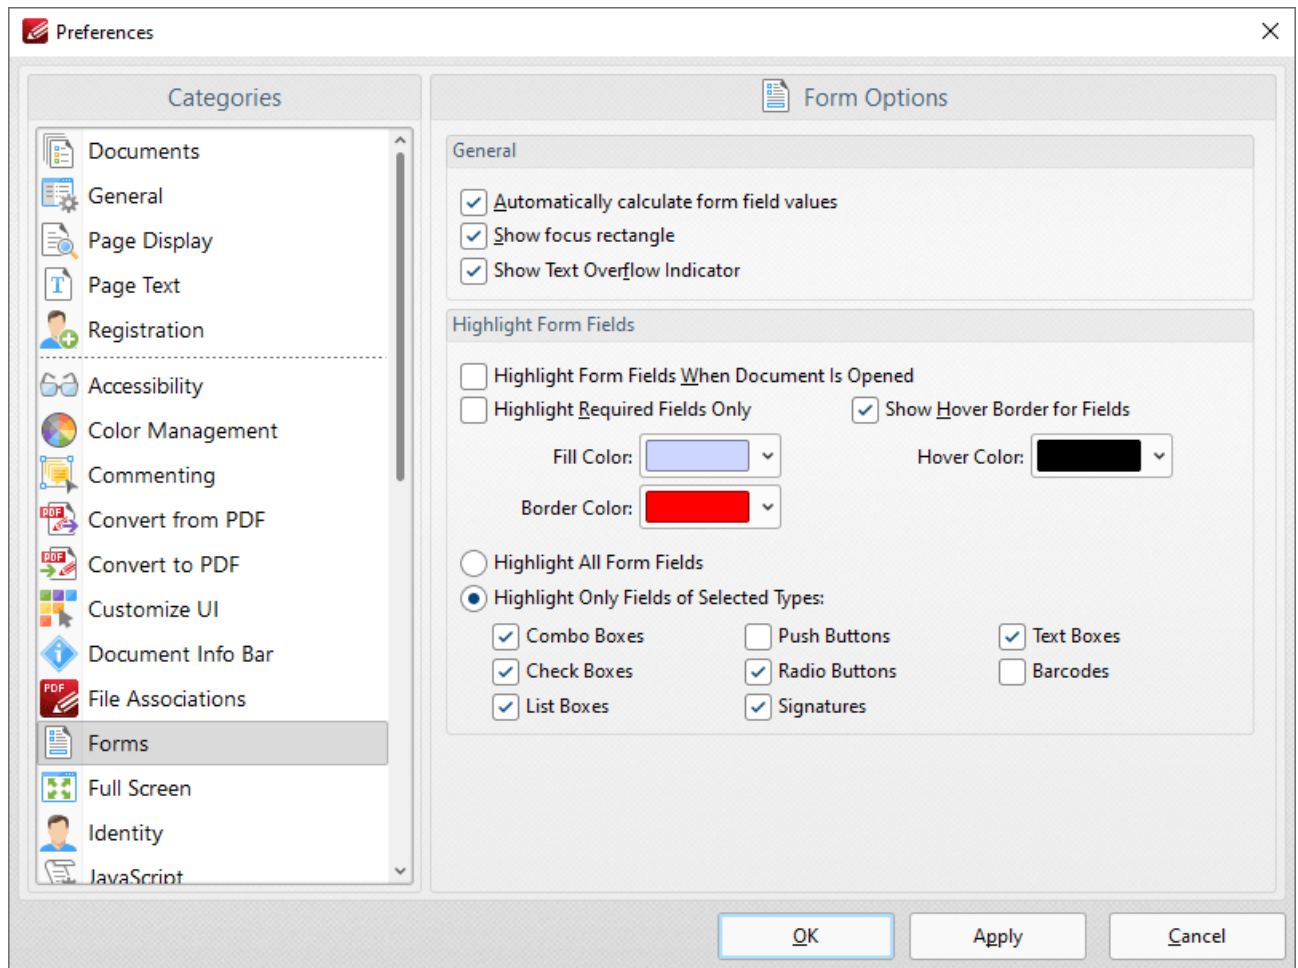 Preferences
Categories
Documents
General
Page Display
Page Text
Registration
Accessibility
Color Management
Commenting
PDF
Convert from PDF
PDF
Convert to PDF
Customize UI
Document Info Bar
PDF
File Associations
Forms
Full Screen
Identity
JavaScript
Form Options
General
Automatically calculate form field values
Show focus rectangle
Show Text Overflow Indicator
Highlight Form Fields
Highlight Form Fields When Document Is Opened
Highlight Required Fields Only
Show Hover Border for Fields
Fill Color:
Hover Color:
Border Color:
Highlight All Form Fields
Highlight Only Fields of Selected Types:
Combo Boxes
Push Buttons
Text Boxes
Check Boxes
Radio Buttons
Barcodes
List Boxes
Signatures
OK
Apply
Cancel